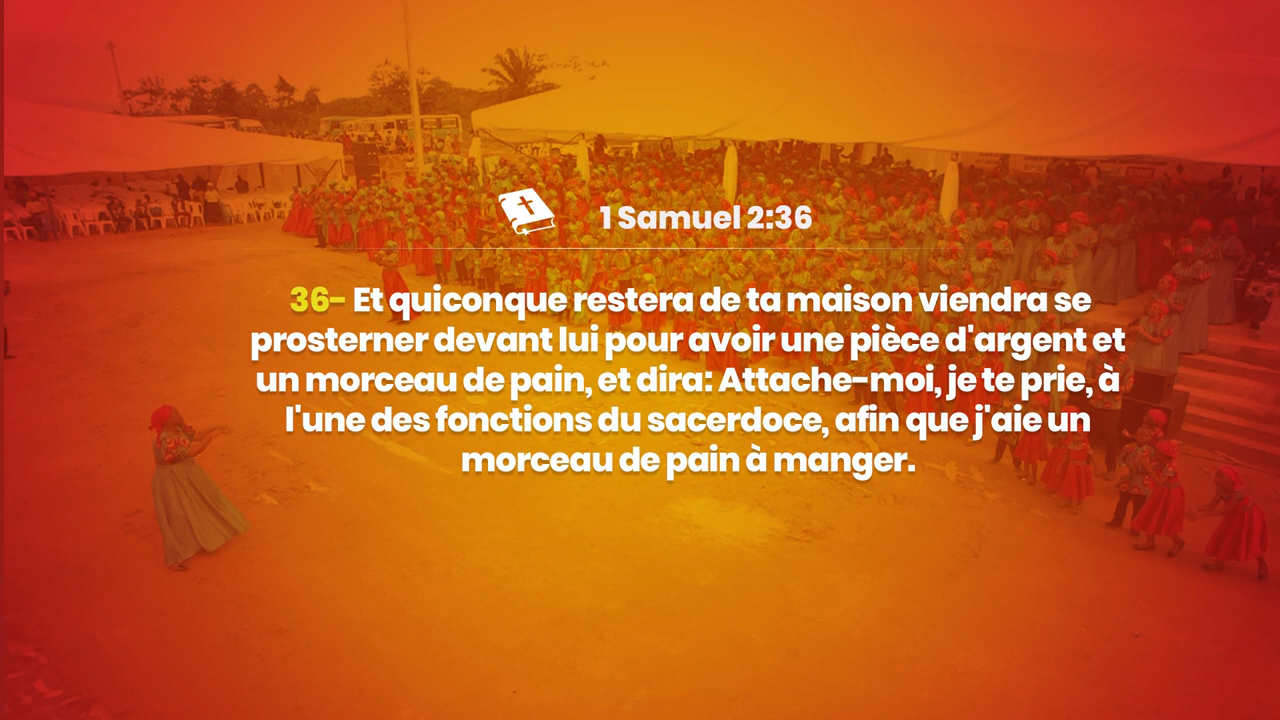 1 Samuel 2:36
36- Et quiconque restera de ta maison viendra se
prosterner devant lui pour avoir une pièce d'argent et
un morceau de pain, et dira: Attache-moi, je te prie, à
l'une des fonctions du sacerdoce, afin que j'aie un
morceau de pain à manger.